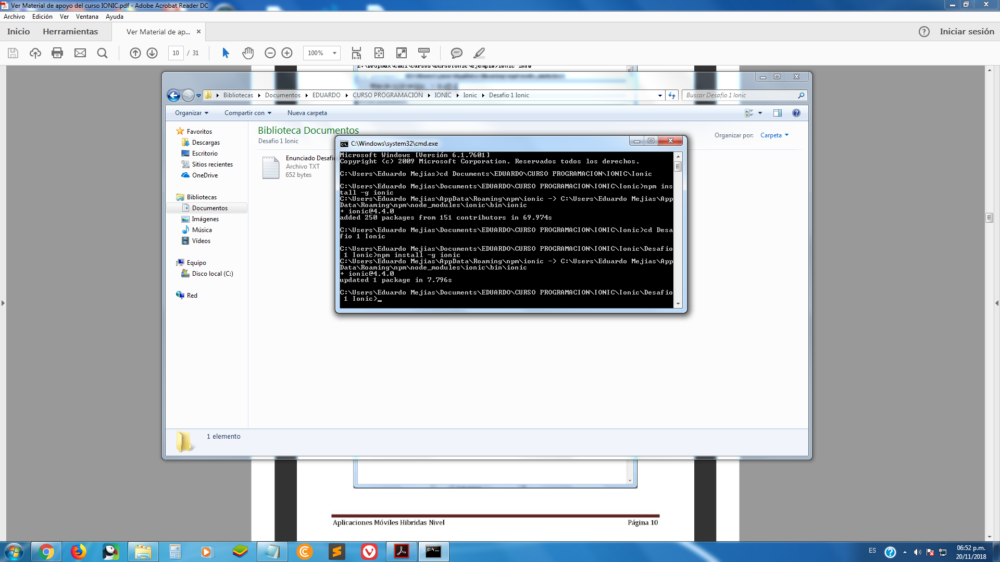 Ver Material de apoyo del curso IONIC.pdf - Adobe Acrobat Reader DC
Archivo Edición Ver Ventana Ayuda
Inicio Herramientas Ver Material de ap... Iniciar sesión
10 / 31 100%
E:\Dropbox\Cadi\Cursos\CursoIonic\ejemplo>ionic info
Bibliotecas Documentos EDUARDO CURSO PROGRAMACION IONIC Ionic Desafio 1 Ionic Buscar Desafio 1 Ionic
Organizar Compartir con Nueva carpeta
Favoritos
Descargas
Escritorio
Sitios recientes
OneDrive
Bibliotecas
Documentos
Imágenes
Música
Vídeos
Equipo
Disco local (C:)
Red
Biblioteca Documentos
Desafio 1 Ionic
Organizar por: Carpeta
Enunciado Desafio
Archivo TXT
652 bytes
C:\Windows\system32\cmd.exe
Microsoft Windows [Versión 6.1.7601]
Copyright (c) 2009 Microsoft Corporation. Reservados todos los derechos.
C:\Users\Eduardo Mejias>cd Documents\EDUARDO\CURSO PROGRAMACION\IONIC\Ionic
C:\Users\Eduardo Mejias\Documents\EDUARDO\CURSO PROGRAMACION\IONIC\Ionic>npm ins
tall -g ionic
C:\Users\Eduardo Mejias\AppData\Roaming\npm\ionic -> C:\Users\Eduardo Mejias\App
Data\Roaming\npm\node_modules\ionic\bin\ionic
+ ionic@4.4.0
added 250 packages from 151 contributors in 69.974s
C:\Users\Eduardo Mejias\Documents\EDUARDO\CURSO PROGRAMACION\IONIC\Ionic>cd Desa
fio 1 Ionic
C:\Users\Eduardo Mejias\Documents\EDUARDO\CURSO PROGRAMACION\IONIC\Ionic\Desafio
1 Ionic>npm install -g ionic
C:\Users\Eduardo Mejias\AppData\Roaming\npm\ionic -> C:\Users\Eduardo Mejias\App
Data\Roaming\npm\node_modules\ionic\bin\ionic
+ ionic@4.4.0
updated 1 package in 7.796s
C:\Users\Eduardo Mejias\Documents\EDUARDO\CURSO PROGRAMACION\IONIC\Ionic\Desafio
1 Ionic>_
1 elemento
Aplicaciones Móviles Hibridas Nivel Página 10
ES 06:52 p.m.
20/11/2018